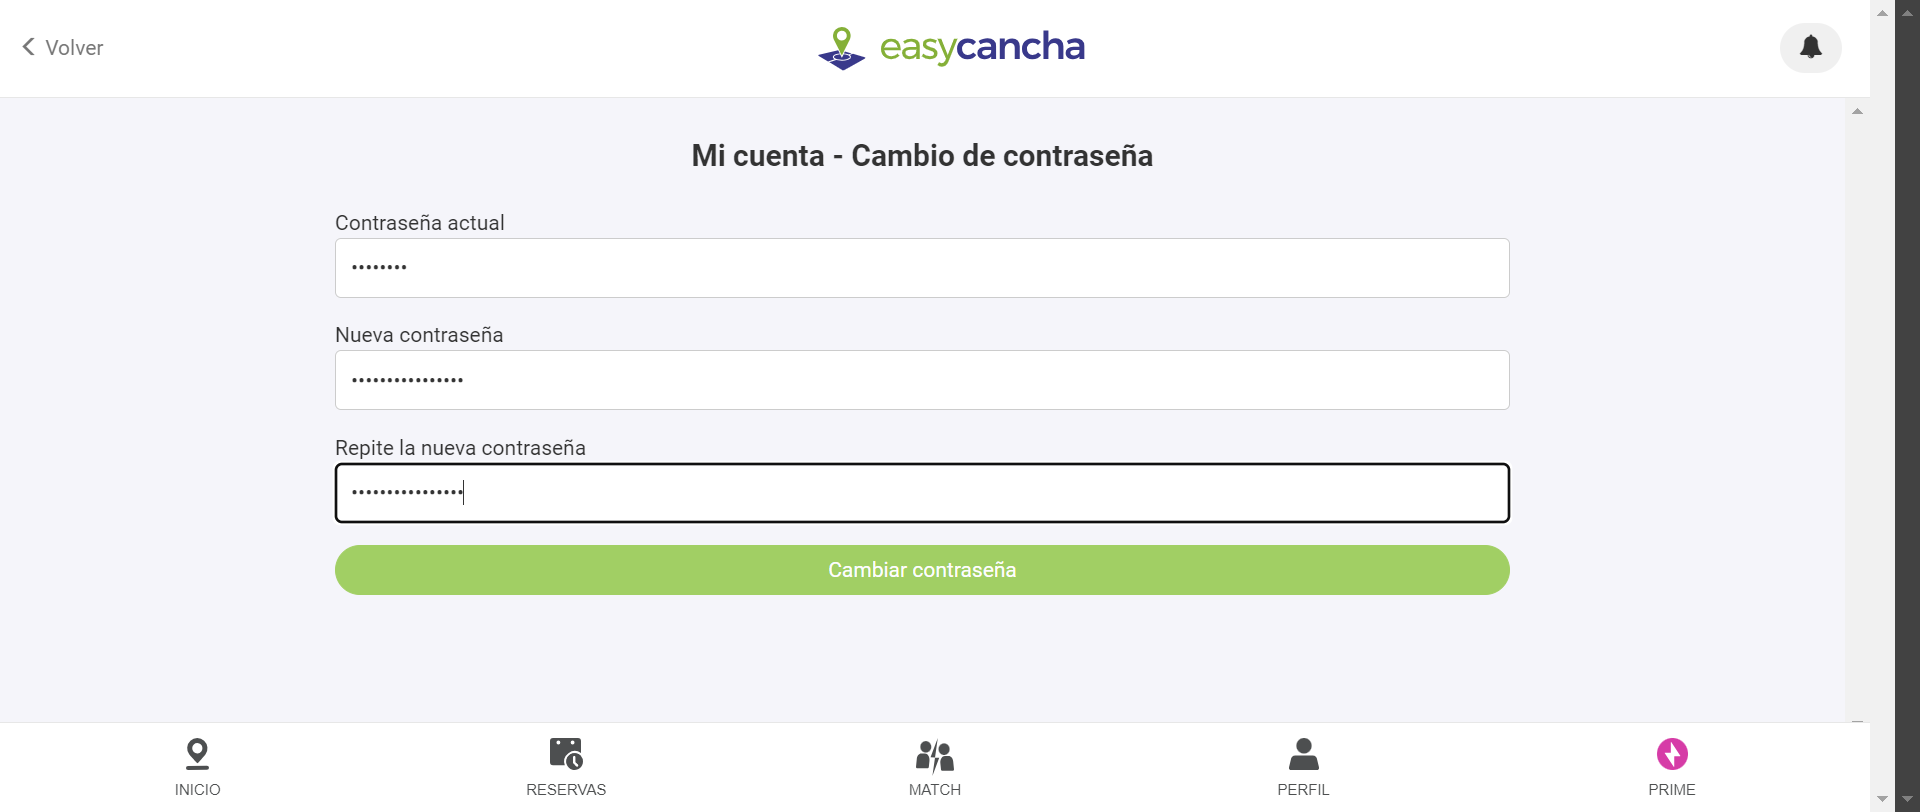 Volver
easycancha
Mi cuenta - Cambio de contraseña
Contraseña actual
••••••••
Nueva contraseña
••••••••••••••••
Repite la nueva contraseña
••••••••••••••••
Cambiar contraseña
INICIO
RESERVAS
MATCH
PERFIL
PRIME